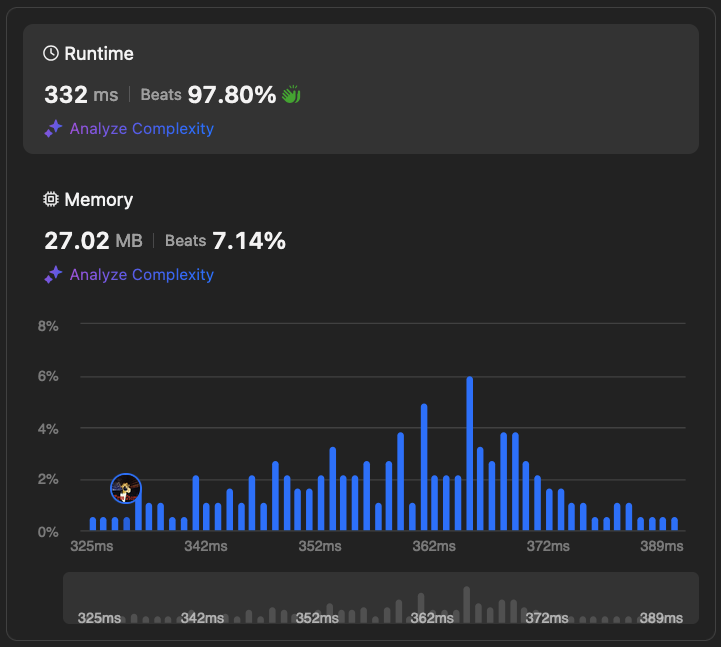 Runtime
332 ms | Beats 97.80%
Analyze Complexity
Memory
27.02 MB | Beats 7.14%
Analyze Complexity
8%
6%
4%
2%
0%
325ms 342ms 352ms 362ms 372ms 389ms
325ms 342ms 352ms 362ms 372ms 389ms